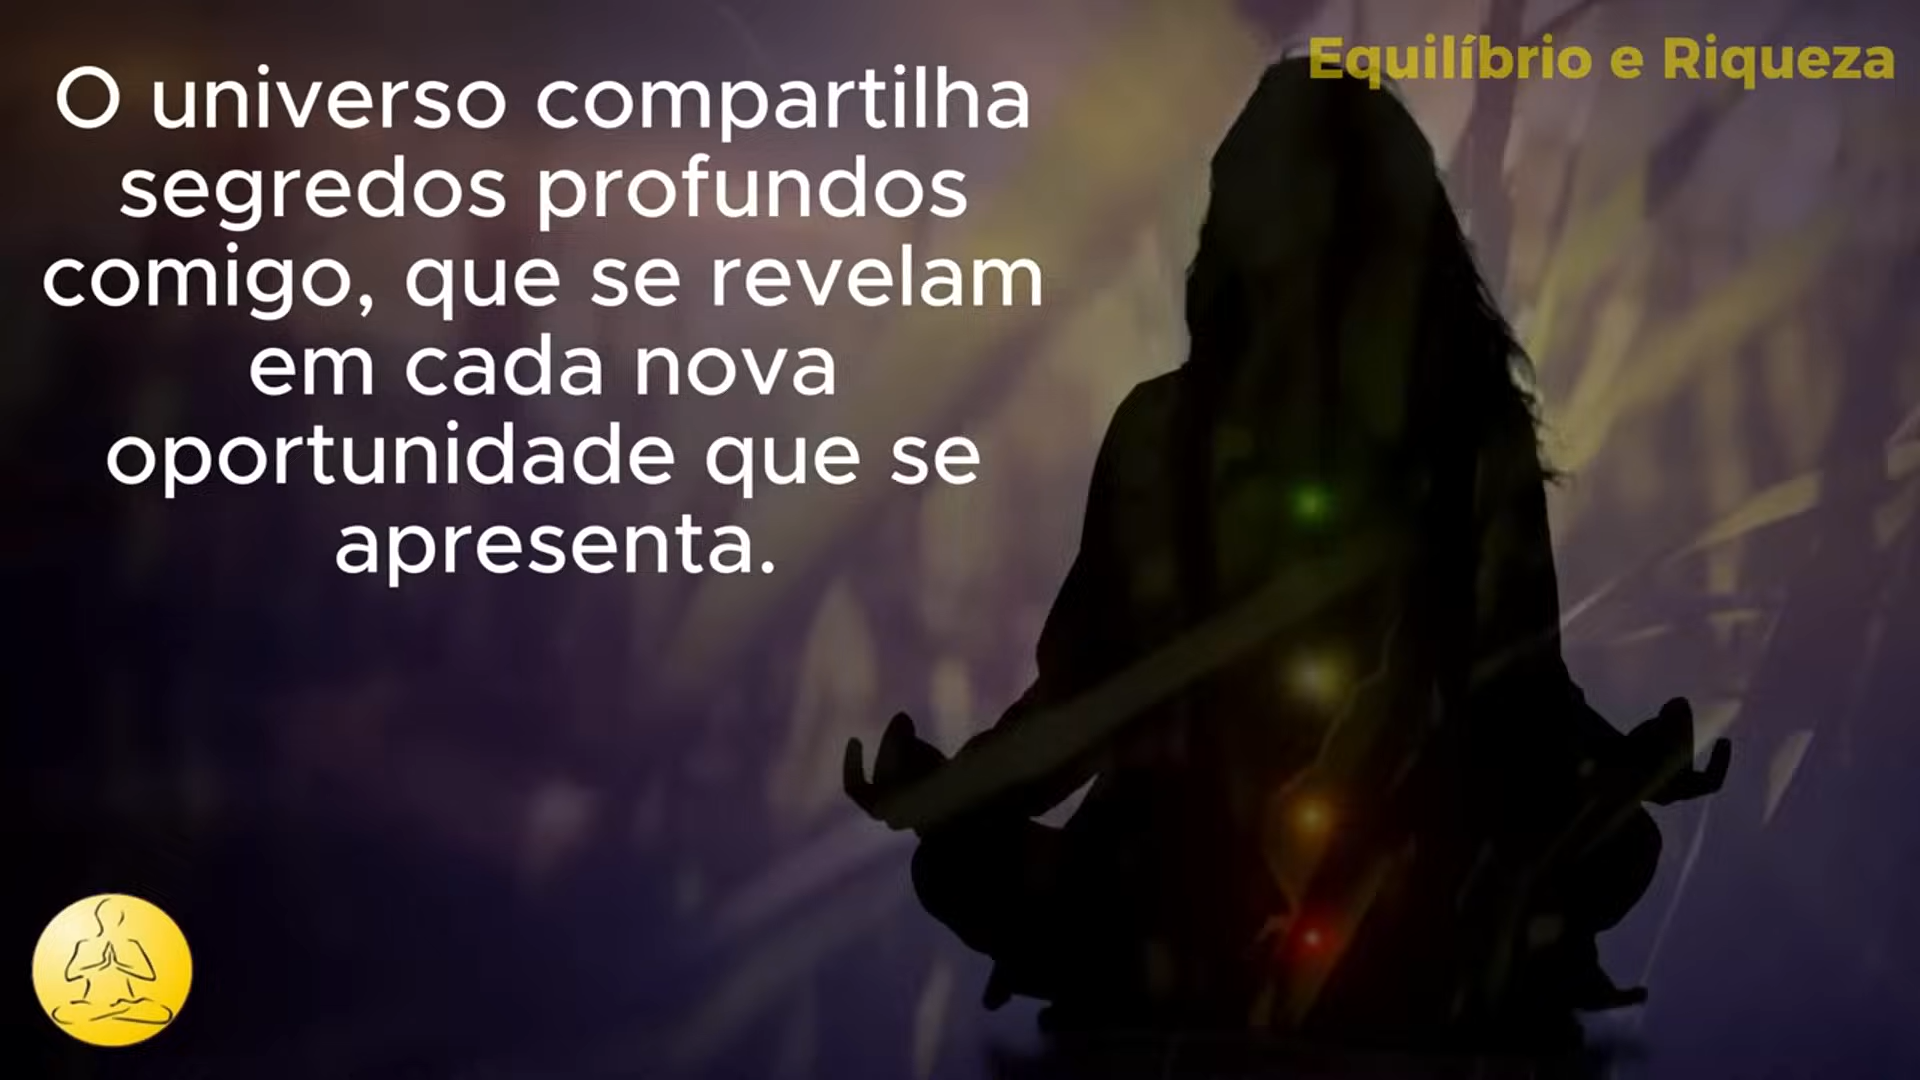 Equilíbrio e Riqueza
O universo compartilha
segredos profundos
comigo, que se revelam
em cada nova
oportunidade que se
apresenta.